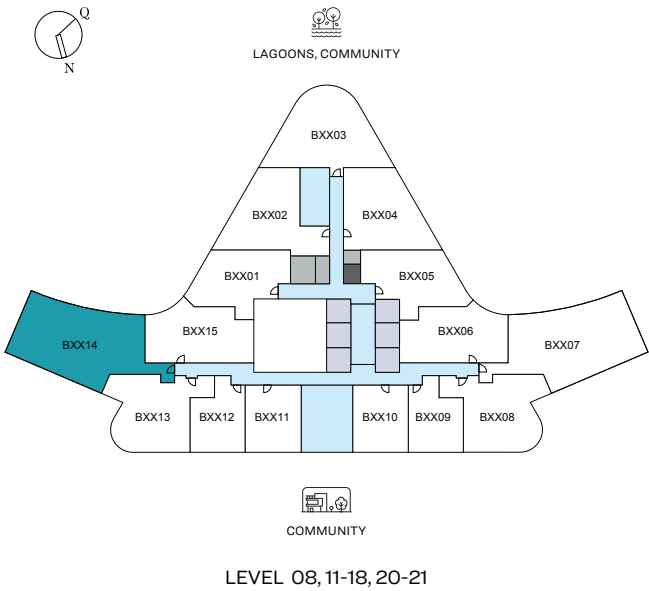 Q
N
LAGOONS, COMMUNITY
BXX03
BXX02
BXX04
BXX01
BXX05
BXX14
BXX15
BXX06
BXX07
BXX13
BXX12
BXX11
BXX10
BXX09
BXX08
COMMUNITY
LEVEL 08, 11-18, 20-21